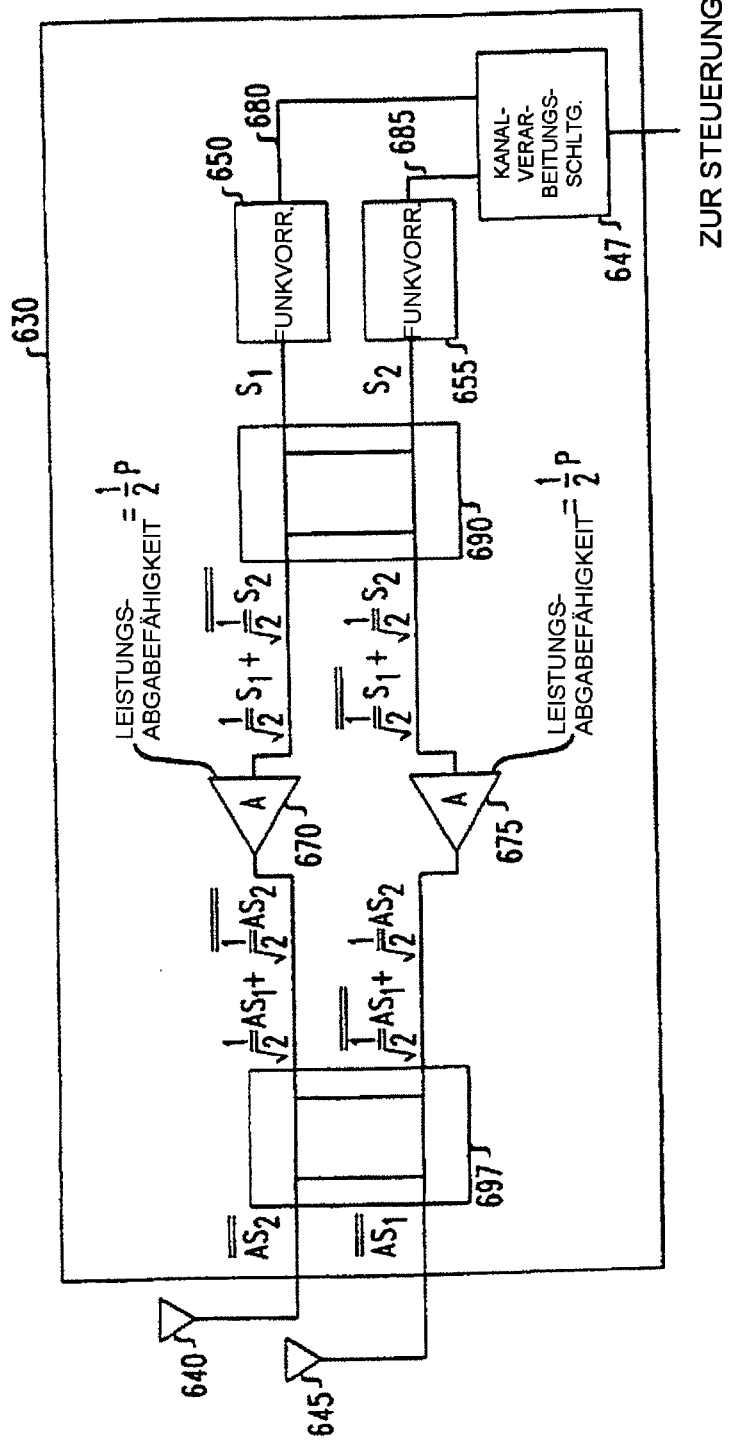 630
LEISTUNGS-
ABGABEFÄHIGKEIT = 1/2 P
640
645
A̿S̿₂
A̿S̿₁
697
1/√2 AS₁ + 1/√2 AS₂
1/√2 AS₁ + 1/√2 AS₂
A
670
A
675
LEISTUNGS-
ABGABEFÄHIGKEIT = 1/2 P
1/√2 S₁ + 1/√2 S₂
1/√2 S₁ + 1/√2 S₂
690
S₁
S₂
650
FUNKVORR.
680
FUNKVORR.
655
685
KANAL-
VERAR-
BEITUNGS-
SCHLTG.
647
ZUR STEUERUNG